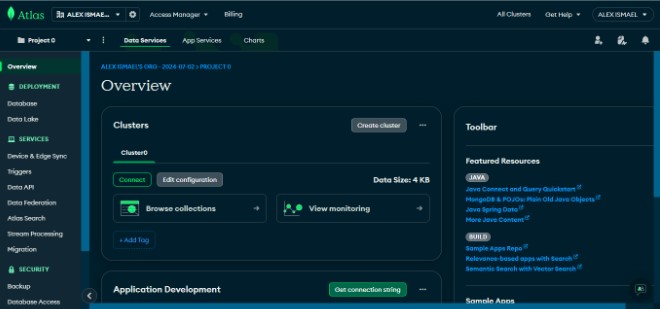 Atlas
ALEX ISMAEL...
Access Manager
Billing
All Clusters
Get Help
ALEX ISMAEL
Project 0
Data Services
App Services
Charts
Overview
DEPLOYMENT
Database
Data Lake
SERVICES
Device & Edge Sync
Triggers
Data API
Data Federation
Atlas Search
Stream Processing
Migration
SECURITY
Backup
Database Access
ALEX ISMAEL'S ORG - 2024-07-02 > PROJECT 0
Overview
Clusters
Create cluster
Cluster0
Connect
Edit configuration
Data Size: 4 KB
Browse collections
View monitoring
+ Add Tag
Application Development
Get connection string
Toolbar
Featured Resources
JAVA
Java Connect and Query Quickstart
MongoDB & POJOs: Plain Old Java Objects
Java Spring Data
More Java Content
BUILD
Sample Apps Repo
Relevance-based apps with Search
Semantic Search with Vector Search
Sample Apps